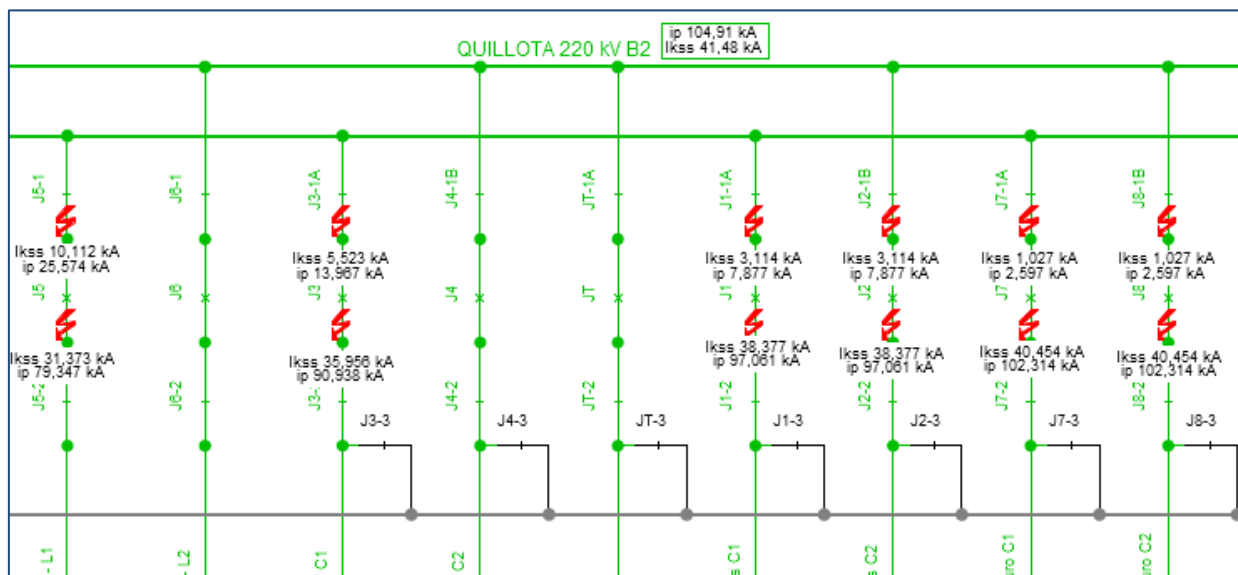 QUILLOTA 220 kV B2
ip 104,91 kA
Ikss 41,48 kA
J5-1
J6-1
J3-1A
J4-1B
JT-1A
J1-1A
J2-1B
J7-1A
J8-1B
Ikss 10,112 kA
ip 25,574 kA
Ikss 5,523 kA
ip 13,967 kA
Ikss 3,114 kA
ip 7,877 kA
Ikss 3,114 kA
ip 7,877 kA
Ikss 1,027 kA
ip 2,597 kA
Ikss 1,027 kA
ip 2,597 kA
J5
J6
J3
J4
JT
J1
J2
J7
J8
Ikss 31,373 kA
ip 79,347 kA
Ikss 35,956 kA
ip 90,938 kA
Ikss 38,377 kA
ip 97,061 kA
Ikss 38,377 kA
ip 97,061 kA
Ikss 40,454 kA
ip 102,314 kA
Ikss 40,454 kA
ip 102,314 kA
J5-2
J6-2
J3-
J4-2
JT-2
J1-2
J2-2
J7-2
J8-2
J3-3
J4-3
JT-3
J1-3
J2-3
J7-3
J8-3
- L1
- L2
C1
C2
s C1
s C2
uro C1
uro C2